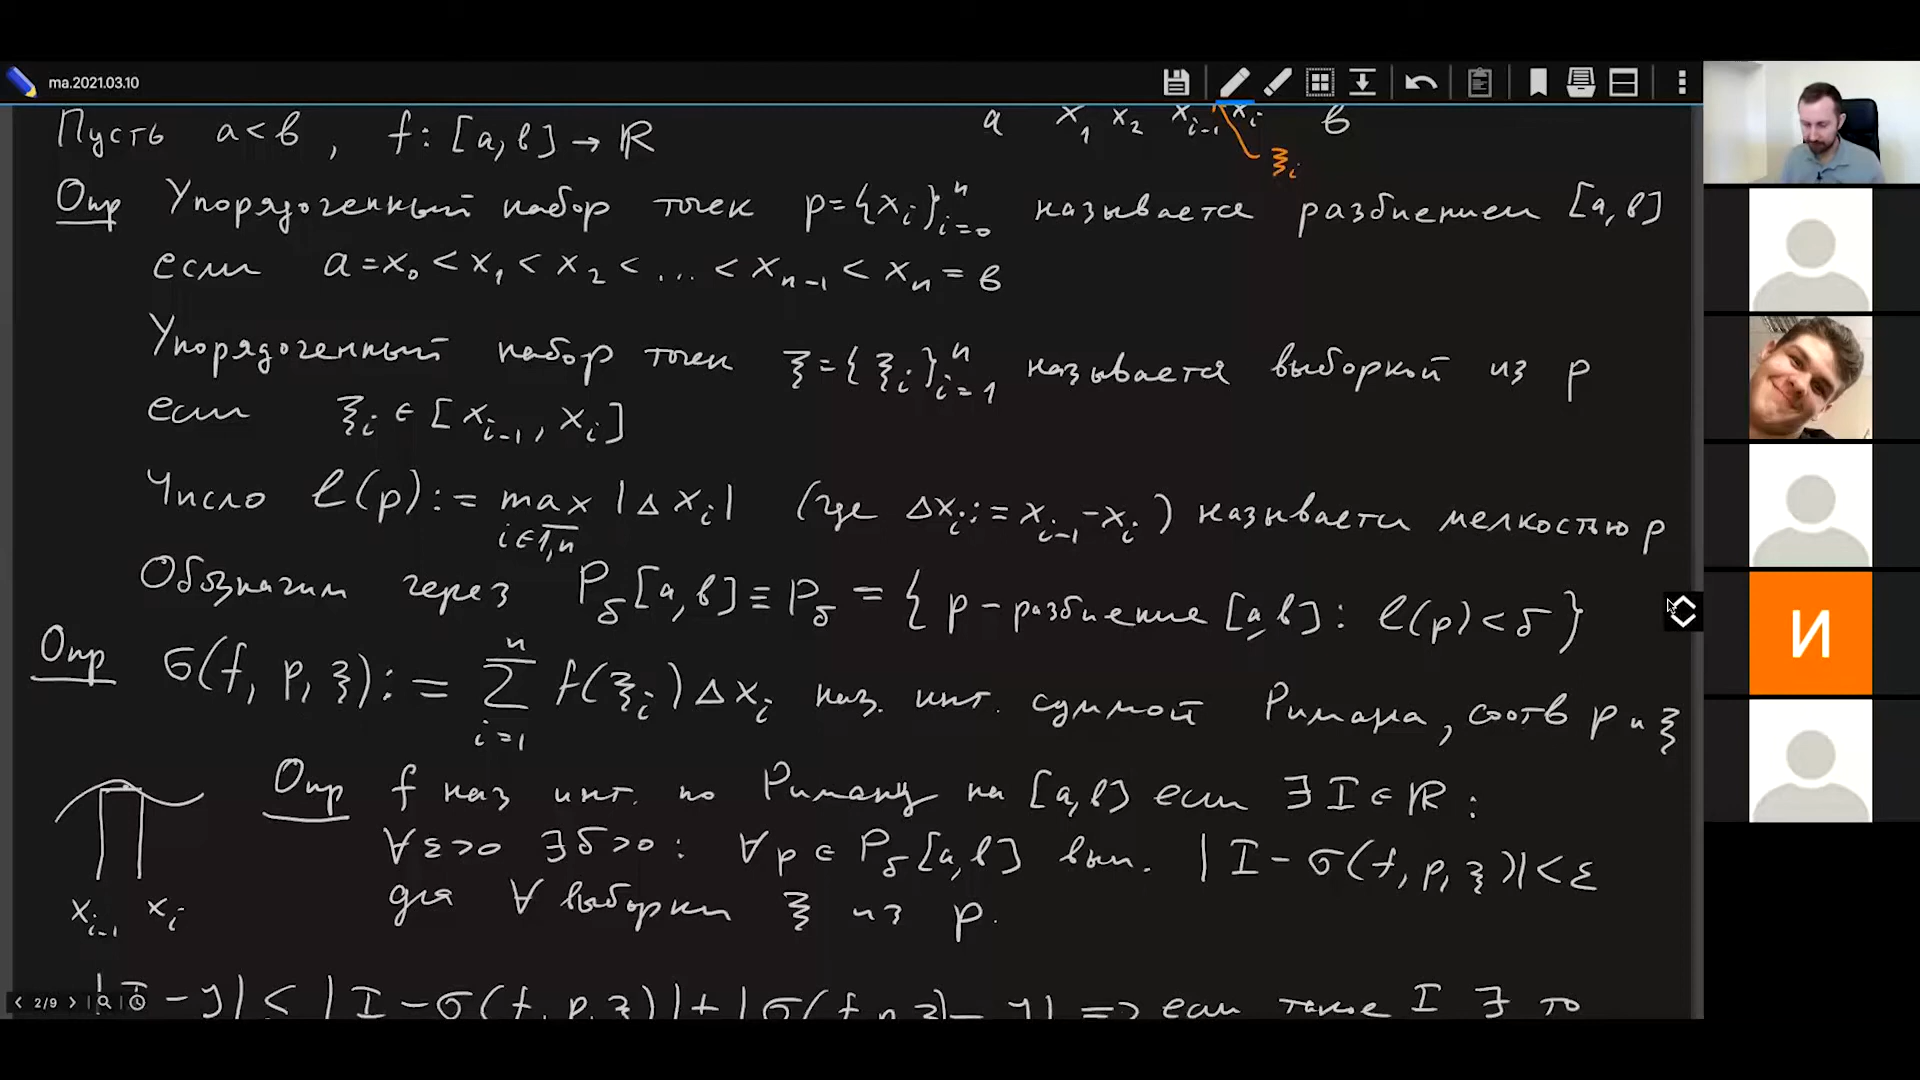 ma.2021.03.10
a x₁ x₂ xᵢ₋₁ xᵢ в
ξᵢ
Пусть a<в, f: [a,в] → ℝ
Опр Упорядоченный набор точек p={xᵢ}ⁿᵢ₌₀ называется разбиением [a,в]
если a=x₀<x₁<x₂<...<xₙ₋₁<xₙ=в
Упорядоченный набор точек ξ={ξᵢ}ⁿᵢ₌₁ называется выборкой из p
если ξᵢ ∈ [xᵢ₋₁, xᵢ]
Число ℓ(p):= max |Δxᵢ| (где Δxᵢ:=xᵢ₋₁-xᵢ) называется мелкостью p
i∈1,n
Обозначим через P_δ[a,в]≡P_δ = {p-разбиение [a,в]: ℓ(p)<δ}
Опр σ(f, p, ξ):= ∑ⁿᵢ₌₁ f(ξᵢ)Δxᵢ наз. инт. суммой Римана, соотв p и ξ
Опр f наз инт. по Риману на [a,в] если ∃ I∈ℝ:
∀ε>0 ∃δ>0: ∀p∈P_δ[a,в] вып. |I-σ(f,p,ξ)|<ε
для ∀ выборки ξ из p.
xᵢ₋₁ xᵢ
2/9
|I-J|≤|I-σ(f,p,ξ)|+|σ(f,p,ξ)-J| => если такое I ∃ то
И